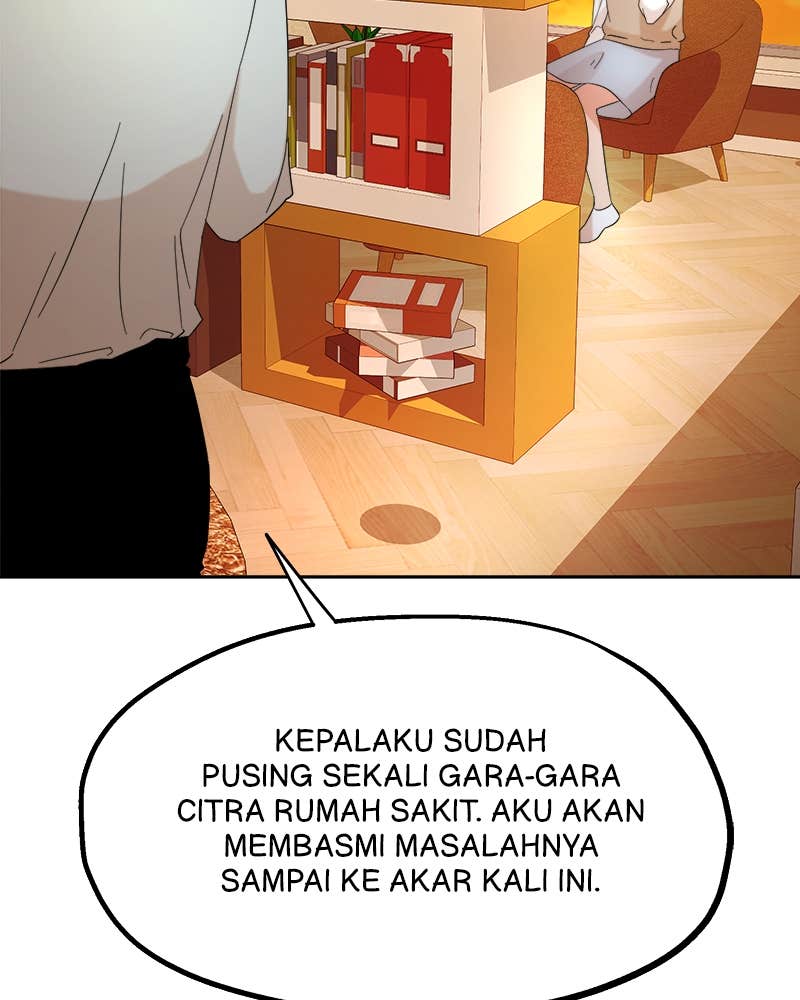 KEPALAKU SUDAH
PUSING SEKALI GARA-GARA
CITRA RUMAH SAKIT. AKU AKAN
MEMBASMI MASALAHNYA
SAMPAI KE AKAR KALI INI.